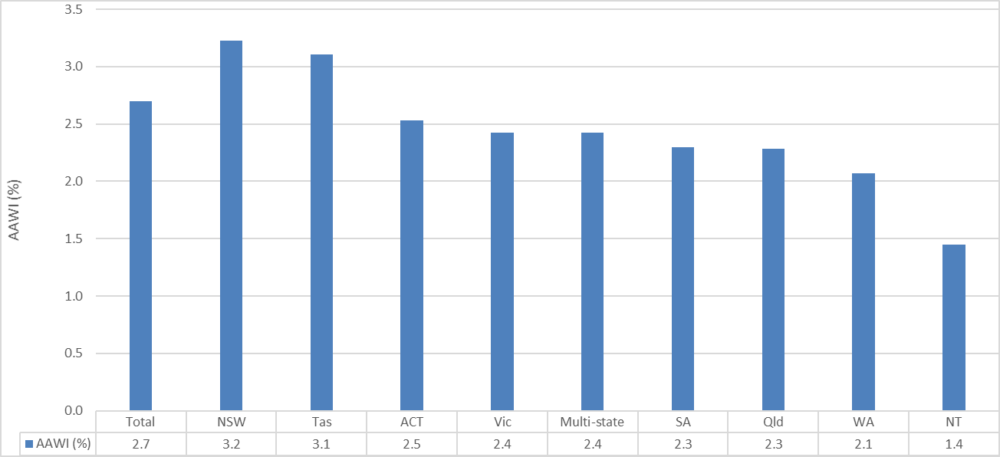 3.5
3.0
2.5
2.0
1.5
1.0
0.5
0.0
AAWI (%)
Total NSW Tas ACT Vic Multi-state SA Qld WA NT
AAWI (%) 2.7 3.2 3.1 2.5 2.4 2.4 2.3 2.3 2.1 1.4